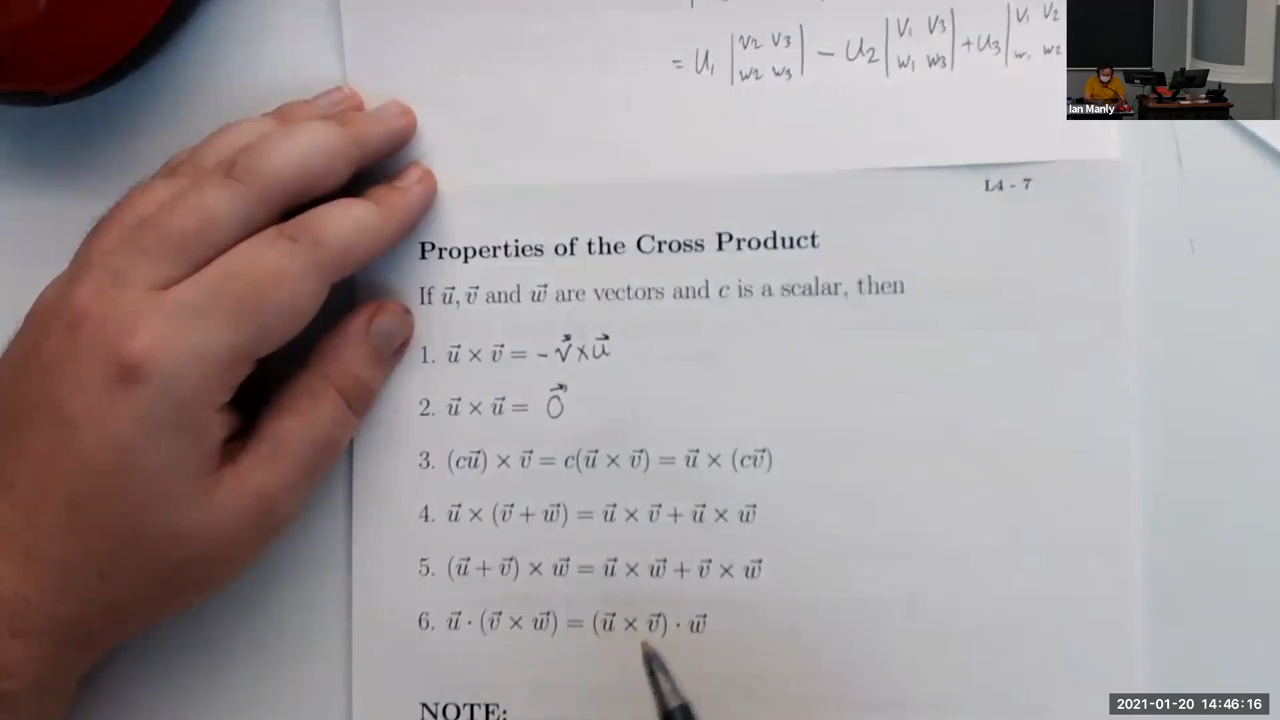 = u₁ |v₂ v₃| − u₂ |v₁ v₃| + u₃ |v₁ v₂
|w₂ w₃| |w₁ w₃| |w₁ w₂
Ian Manly
L4 - 7
Properties of the Cross Product
If u⃗, v⃗ and w⃗ are vectors and c is a scalar, then
1. u⃗ × v⃗ = - v⃗ × u⃗
2. u⃗ × u⃗ = 0⃗
3. (cu⃗) × v⃗ = c(u⃗ × v⃗) = u⃗ × (cv⃗)
4. u⃗ × (v⃗ + w⃗) = u⃗ × v⃗ + u⃗ × w⃗
5. (u⃗ + v⃗) × w⃗ = u⃗ × w⃗ + v⃗ × w⃗
6. u⃗ · (v⃗ × w⃗) = (u⃗ × v⃗) · w⃗
NOTE:
2021-01-20 14:46:16